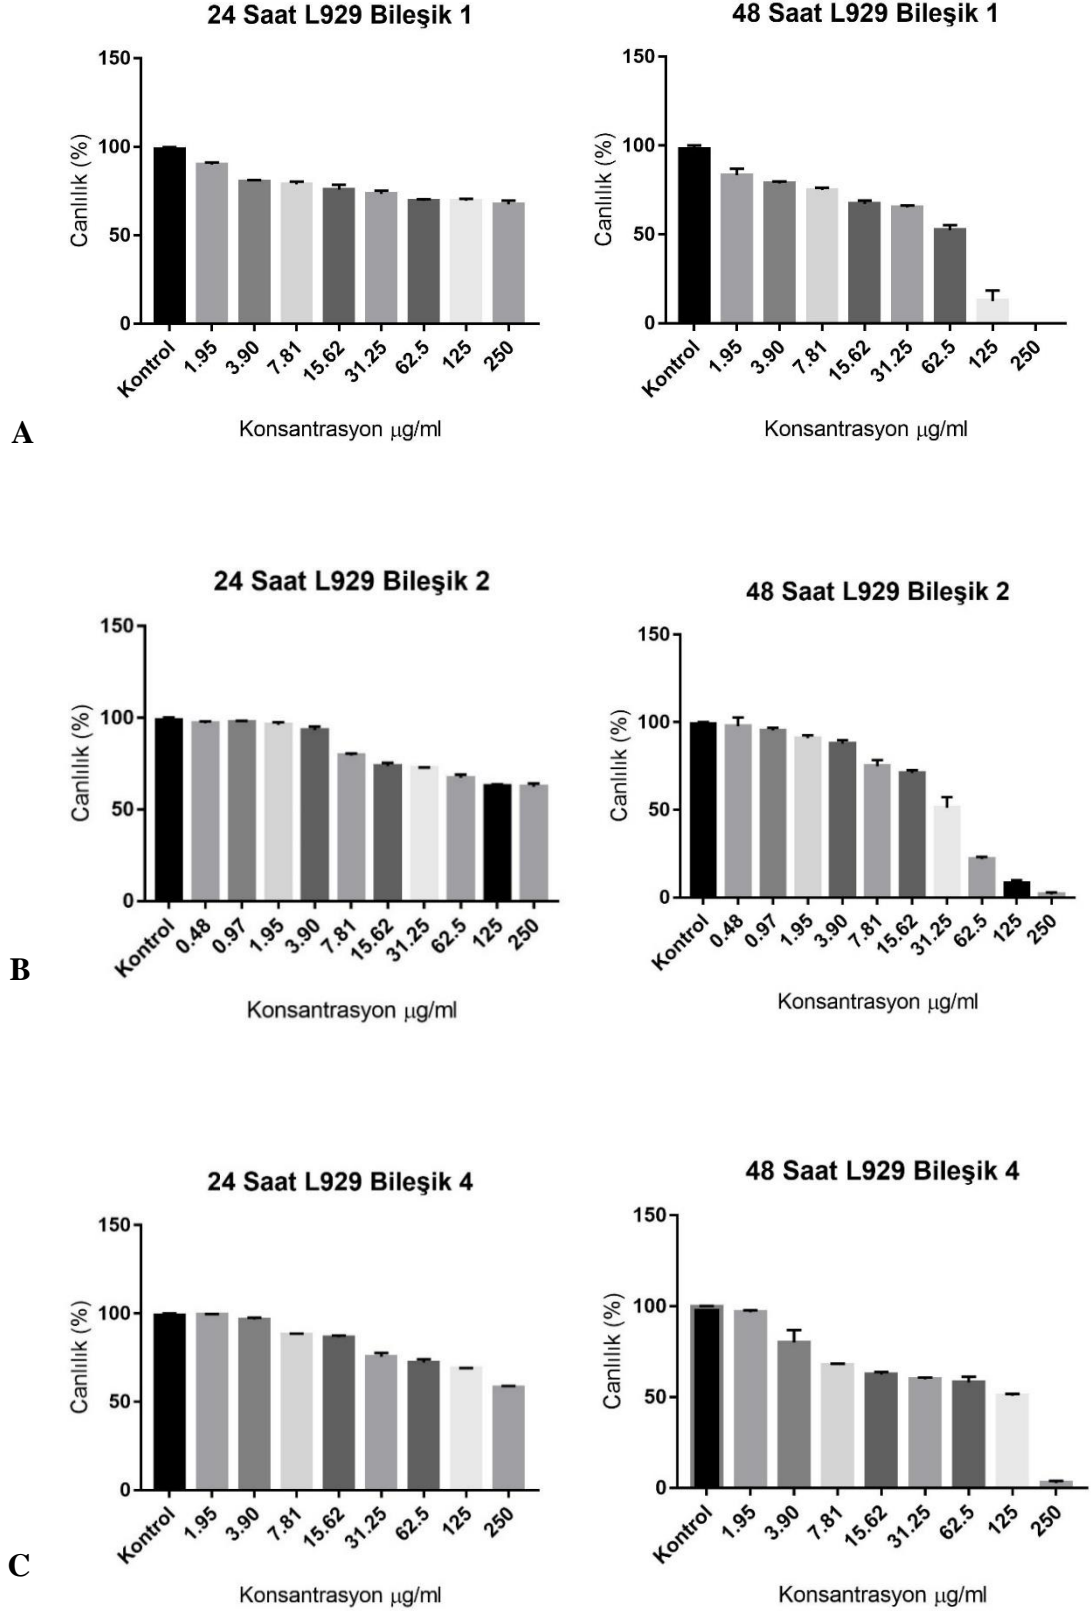 24 Saat L929 Bileşik 1
150
100
50
0
Canlılık (%)
Kontrol 1.95 3.90 7.81 15.62 31.25 62.5 125 250
Konsantrasyon µg/ml
48 Saat L929 Bileşik 1
150
100
50
0
Canlılık (%)
Kontrol 1.95 3.90 7.81 15.62 31.25 62.5 125 250
Konsantrasyon µg/ml
A
24 Saat L929 Bileşik 2
150
100
50
0
Canlılık (%)
Kontrol 0.48 0.97 1.95 3.90 7.81 15.62 31.25 62.5 125 250
Konsantrasyon µg/ml
48 Saat L929 Bileşik 2
150
100
50
0
Canlılık (%)
Kontrol 0.48 0.97 1.95 3.90 7.81 15.62 31.25 62.5 125 250
Konsantrasyon µg/ml
B
24 Saat L929 Bileşik 4
150
100
50
0
Canlılık (%)
Kontrol 1.95 3.90 7.81 15.62 31.25 62.5 125 250
Konsantrasyon µg/ml
48 Saat L929 Bileşik 4
150
100
50
0
Canlılık (%)
Kontrol 1.95 3.90 7.81 15.62 31.25 62.5 125 250
Konsantrasyon µg/ml
C